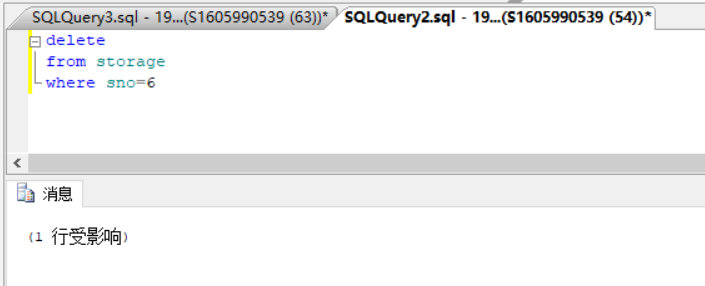 SQLQuery3.sql - 19...(S1605990539 (63))* SQLQuery2.sql - 19...(S1605990539 (54))*
delete
from storage
where sno=6
消息
(1 行受影响)